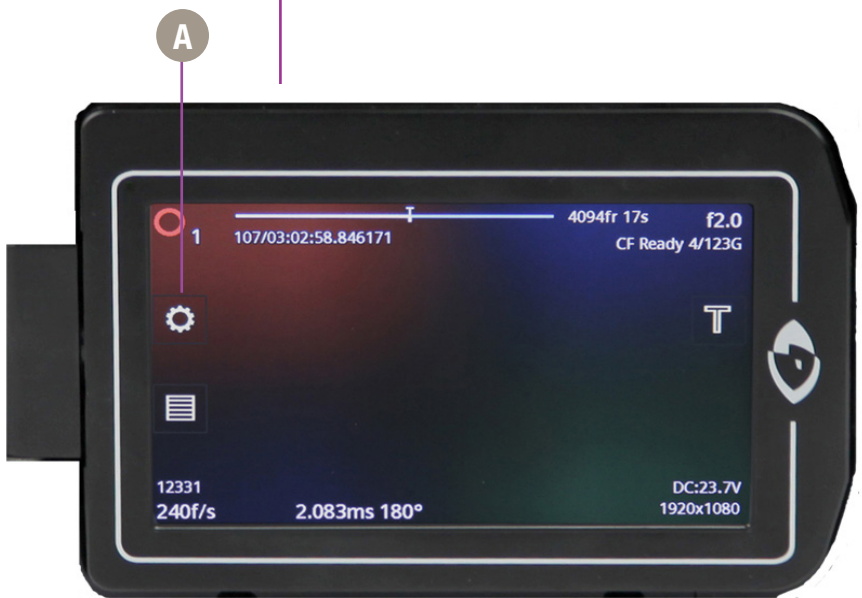 A
1
4094fr 17s
f2.0
107/03:02:58.846171
CF Ready 4/123G
T
12331
DC:23.7V
240f/s
2.083ms 180°
1920x1080